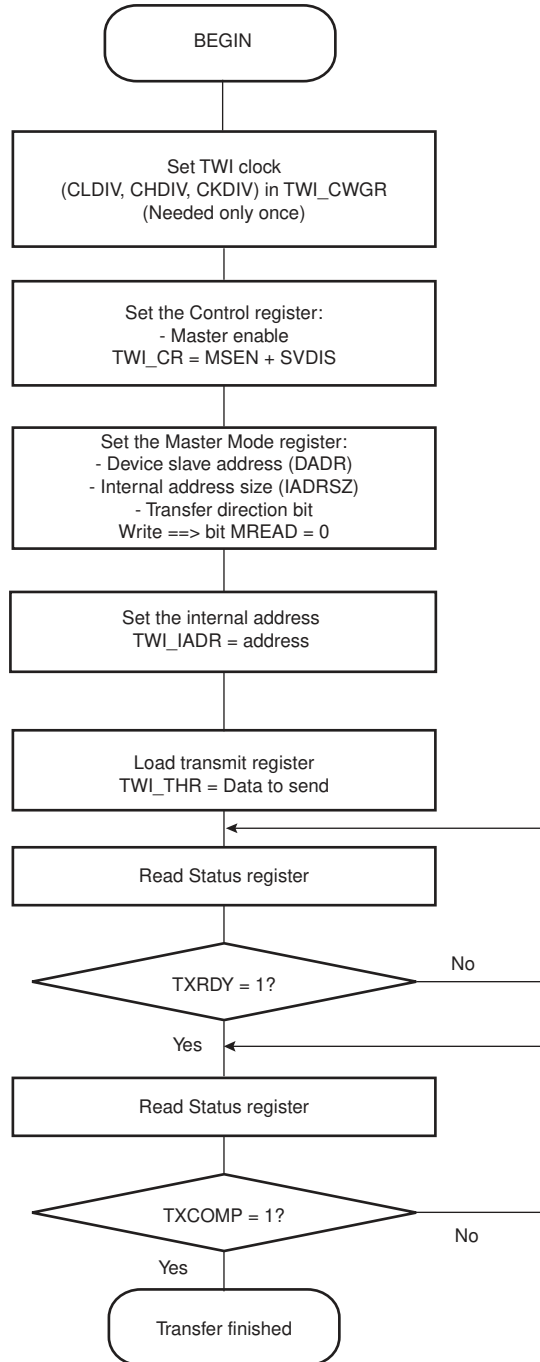 BEGIN
Set TWI clock
(CLDIV, CHDIV, CKDIV) in TWI_CWGR
(Needed only once)
Set the Control register:
- Master enable
TWI_CR = MSEN + SVDIS
Set the Master Mode register:
- Device slave address (DADR)
- Internal address size (IADRSZ)
- Transfer direction bit
Write ==> bit MREAD = 0
Set the internal address
TWI_IADR = address
Load transmit register
TWI_THR = Data to send
Read Status register
No
TXRDY = 1?
Yes
Read Status register
TXCOMP = 1?
No
Yes
Transfer finished